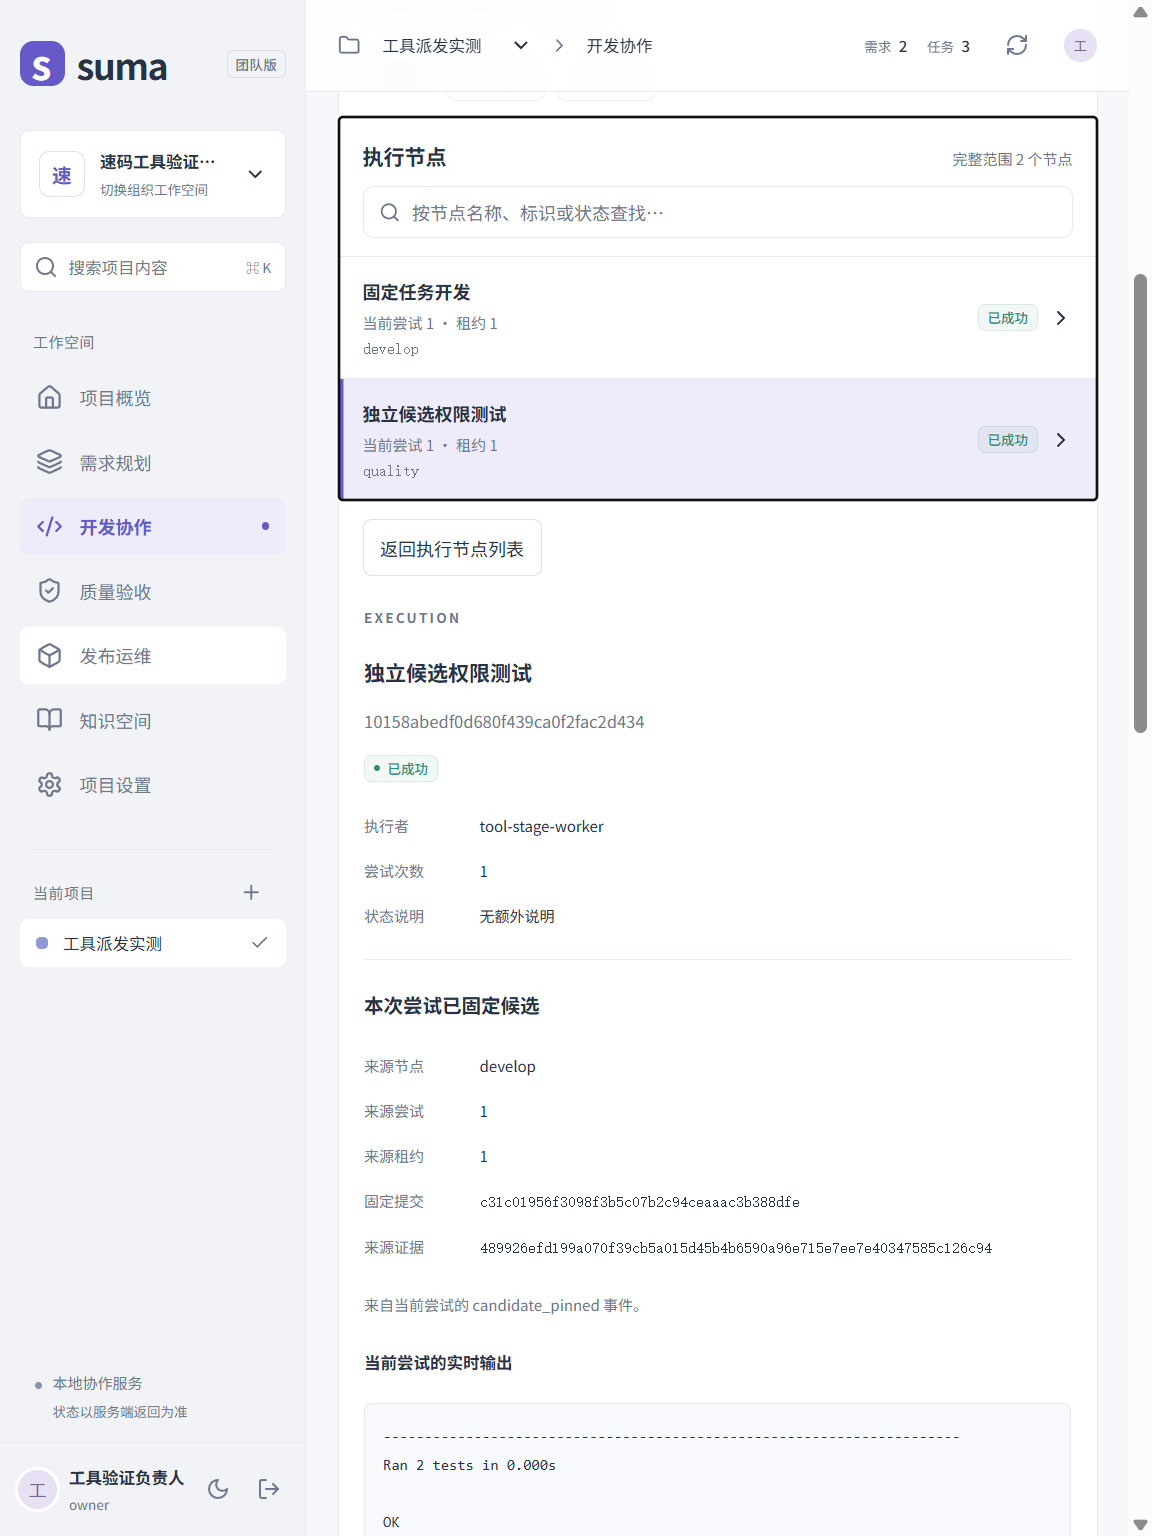 suma
团队版
速
速码工具验证…
切换组织工作空间
搜索项目内容
⌘ K
工作空间
项目概览
需求规划
开发协作
质量验收
发布运维
知识空间
项目设置
当前项目
工具派发实测
本地协作服务
状态以服务端返回为准
工
工具验证负责人
owner
工具派发实测
开发协作
需求 2 任务 3
工
执行节点
完整范围 2 个节点
按节点名称、标识或状态查找…
固定任务开发
当前尝试 1 · 租约 1
develop
已成功
独立候选权限测试
当前尝试 1 · 租约 1
quality
已成功
返回执行节点列表
EXECUTION
独立候选权限测试
10158abedf0d680f439ca0f2fac2d434
已成功
执行者 tool-stage-worker
尝试次数 1
状态说明 无额外说明
本次尝试已固定候选
来源节点 develop
来源尝试 1
来源租约 1
固定提交 c31c01956f3098f3b5c07b2c94ceaaac3b388dfe
来源证据 489926efd199a070f39cb5a015d45b4b6590a96e715e7ee7e40347585c126c94
来自当前尝试的 candidate_pinned 事件。
当前尝试的实时输出
----------------------------------------------------------------------
Ran 2 tests in 0.000s
OK